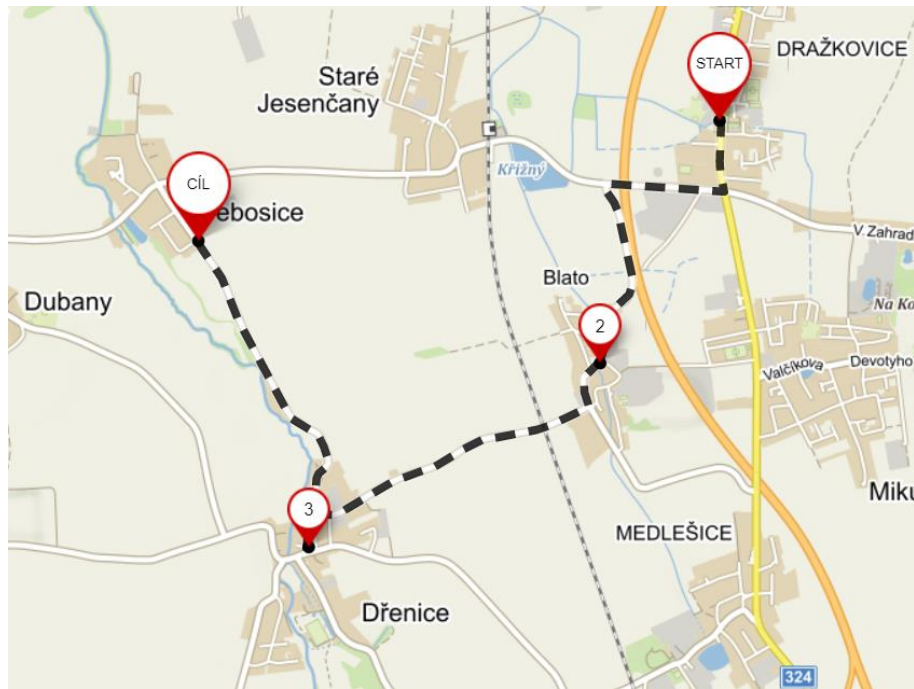 DRAŽKOVICE
START
Staré
Jesenčany
Křižný
CÍL
ebosice
V Zahrad
Blato
Dubany
Na Ko
2
Valčíkova
Devotyho
Miku
3
MEDLEŠICE
Dřenice
324